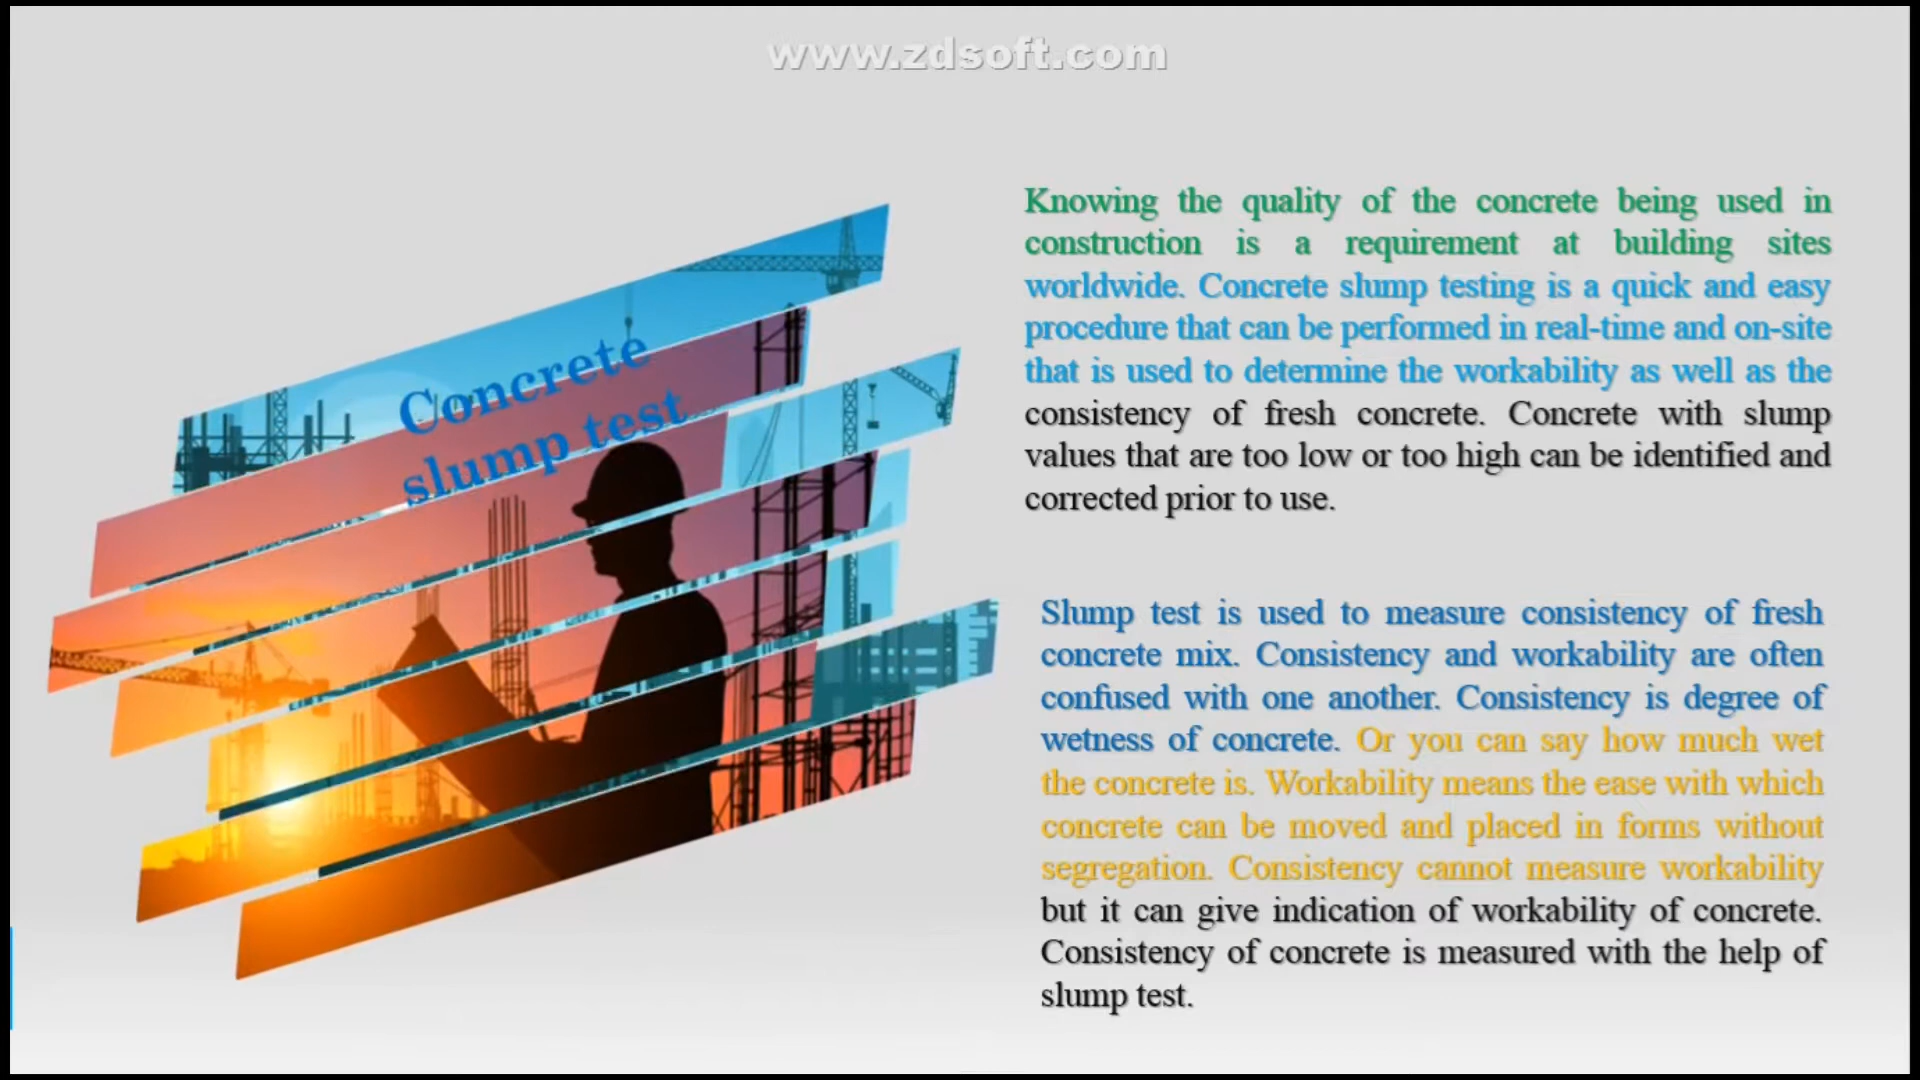 www.zdsoft.com
Concrete
slump test
Knowing the quality of the concrete being used in
construction is a requirement at building sites
worldwide. Concrete slump testing is a quick and easy
procedure that can be performed in real-time and on-site
that is used to determine the workability as well as the
consistency of fresh concrete. Concrete with slump
values that are too low or too high can be identified and
corrected prior to use.
Slump test is used to measure consistency of fresh
concrete mix. Consistency and workability are often
confused with one another. Consistency is degree of
wetness of concrete. Or you can say how much wet
the concrete is. Workability means the ease with which
concrete can be moved and placed in forms without
segregation. Consistency cannot measure workability
but it can give indication of workability of concrete.
Consistency of concrete is measured with the help of
slump test.